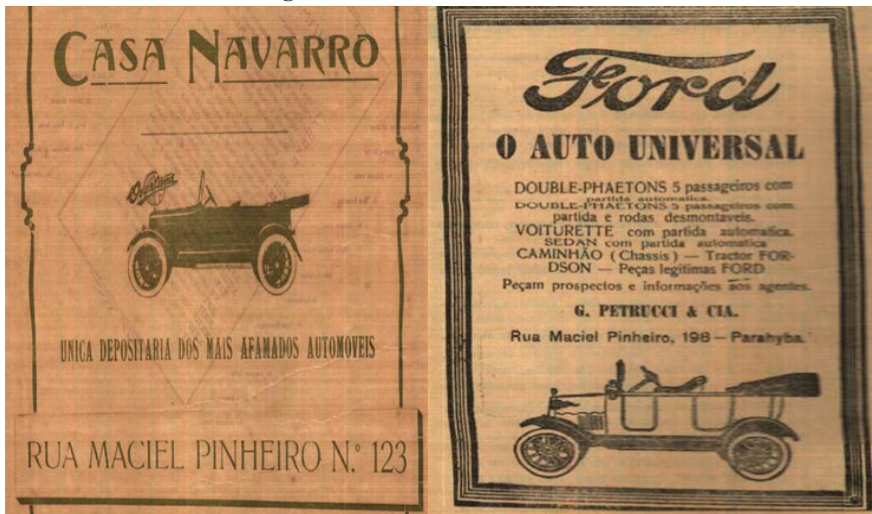 CASA NAVARRO
Overland
UNICA DEPOSITARIA DOS MAIS AFAMADOS AUTOMOVEIS
RUA MACIEL PINHEIRO N.º 123
Ford
O AUTO UNIVERSAL
DOUBLE-PHAETONS 5 passageiros com
partida automatica.
DOUBLE-PHAETONS 5 passageiros com
partida e rodas desmontaveis.
VOITURETTE com partida automatica.
SEDAN com partida automatica
CAMINHÃO (Chassis) — Tractor FOR-
DSON — Peças legitimas FORD
Peçam prospectos e informações aos agentes.
G. PETRUCCI & CIA.
Rua Maciel Pinheiro, 198 — Parahyba.